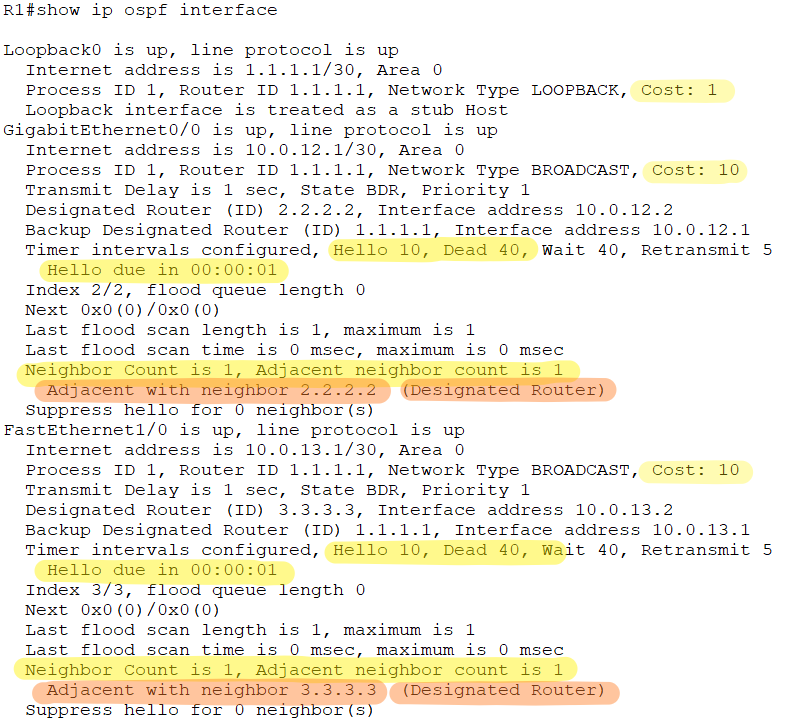 R1#show ip ospf interface
Loopback0 is up, line protocol is up
Internet address is 1.1.1.1/30, Area 0
Process ID 1, Router ID 1.1.1.1, Network Type LOOPBACK, Cost: 1
Loopback interface is treated as a stub Host
GigabitEthernet0/0 is up, line protocol is up
Internet address is 10.0.12.1/30, Area 0
Process ID 1, Router ID 1.1.1.1, Network Type BROADCAST, Cost: 10
Transmit Delay is 1 sec, State BDR, Priority 1
Designated Router (ID) 2.2.2.2, Interface address 10.0.12.2
Backup Designated Router (ID) 1.1.1.1, Interface address 10.0.12.1
Timer intervals configured, Hello 10, Dead 40, Wait 40, Retransmit 5
Hello due in 00:00:01
Index 2/2, flood queue length 0
Next 0x0(0)/0x0(0)
Last flood scan length is 1, maximum is 1
Last flood scan time is 0 msec, maximum is 0 msec
Neighbor Count is 1, Adjacent neighbor count is 1
Adjacent with neighbor 2.2.2.2 (Designated Router)
Suppress hello for 0 neighbor(s)
FastEthernet1/0 is up, line protocol is up
Internet address is 10.0.13.1/30, Area 0
Process ID 1, Router ID 1.1.1.1, Network Type BROADCAST, Cost: 10
Transmit Delay is 1 sec, State BDR, Priority 1
Designated Router (ID) 3.3.3.3, Interface address 10.0.13.2
Backup Designated Router (ID) 1.1.1.1, Interface address 10.0.13.1
Timer intervals configured, Hello 10, Dead 40, Wait 40, Retransmit 5
Hello due in 00:00:01
Index 3/3, flood queue length 0
Next 0x0(0)/0x0(0)
Last flood scan length is 1, maximum is 1
Last flood scan time is 0 msec, maximum is 0 msec
Neighbor Count is 1, Adjacent neighbor count is 1
Adjacent with neighbor 3.3.3.3 (Designated Router)
Suppress hello for 0 neighbor(s)